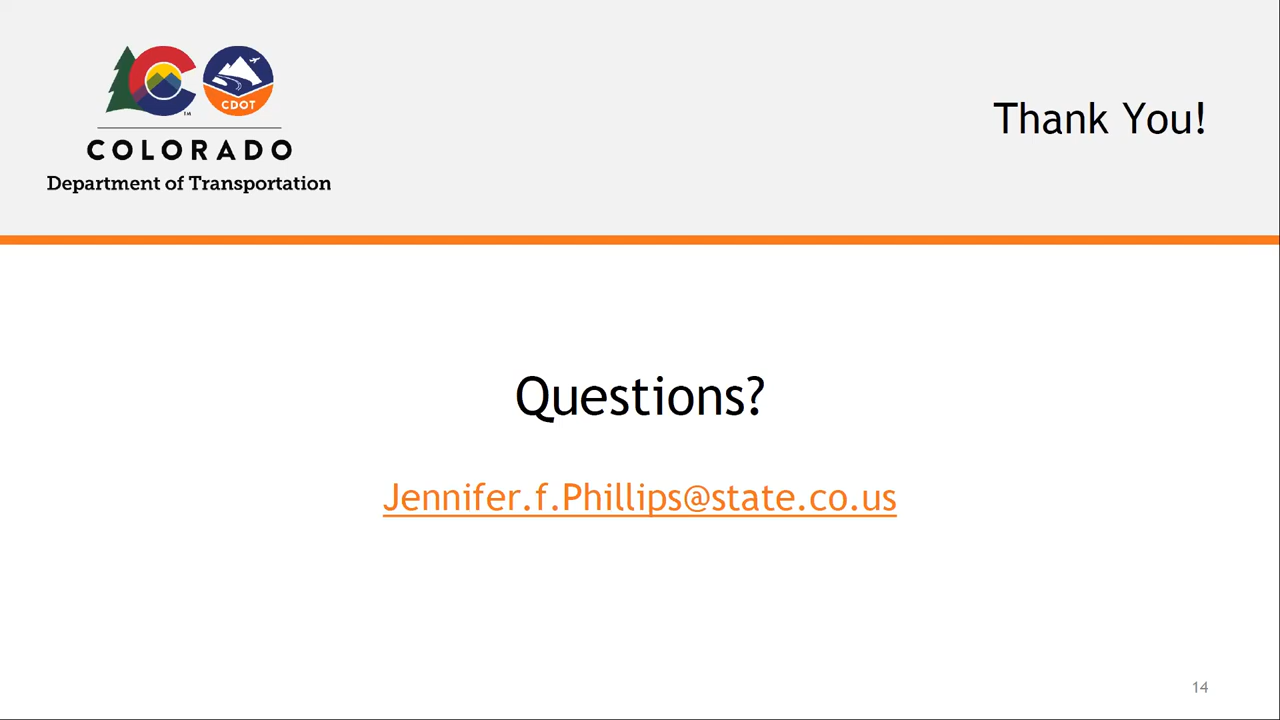 CDOT
COLORADO
Department of Transportation
Thank You!
Questions?
Jennifer.f.Phillips@state.co.us
14